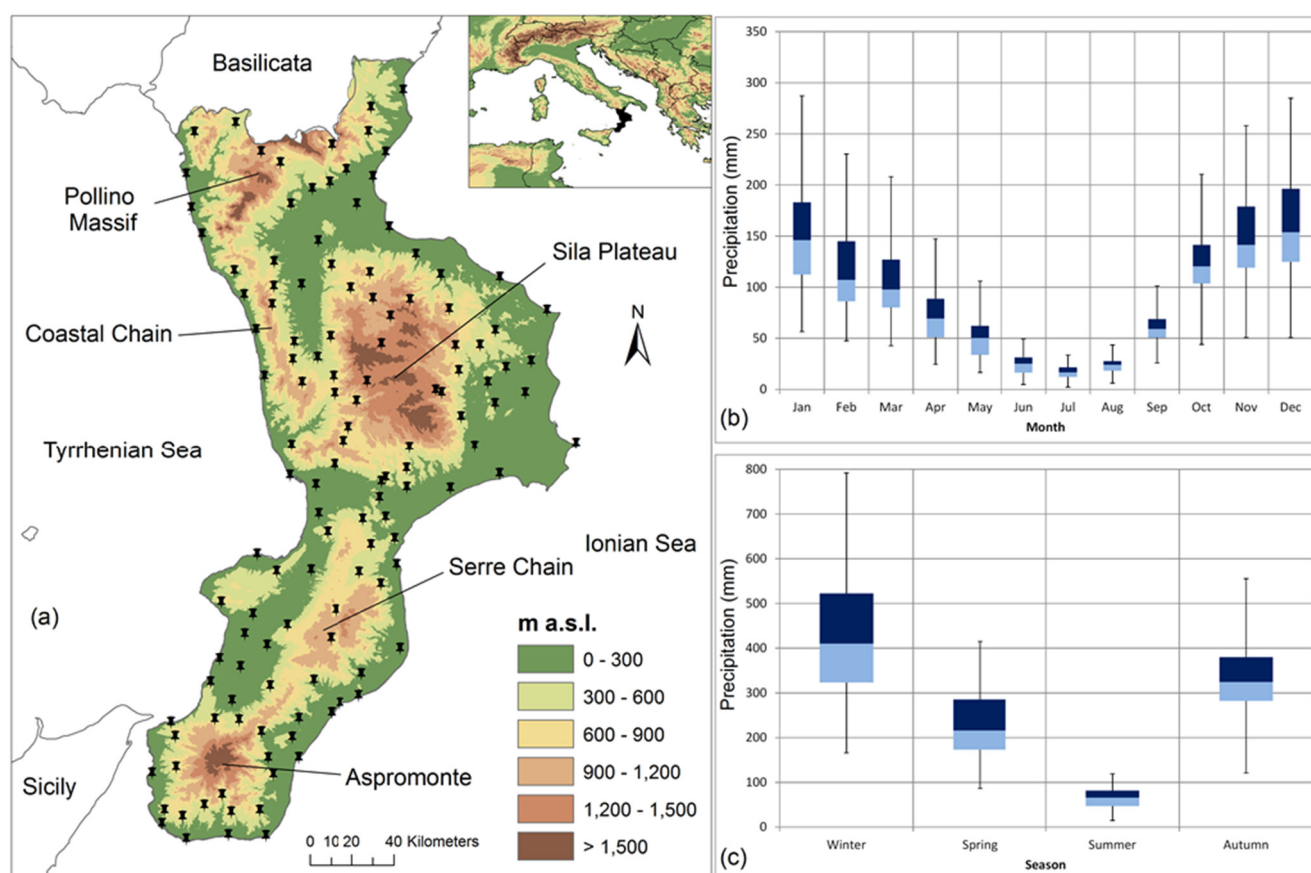 Basilicata
Pollino
Massif
Sila Plateau
Coastal Chain
N
Tyrrhenian Sea
Ionian Sea
Serre Chain
(a)
m a.s.l.
0 - 300
300 - 600
600 - 900
900 - 1,200
1,200 - 1,500
> 1,500
Aspromonte
Sicily
0 10 20 40 Kilometers
Precipitation (mm)
350
300
250
200
150
100
50
0
Jan Feb Mar Apr May Jun Jul Aug Sep Oct Nov Dec
Month
(b)
Precipitation (mm)
800
700
600
500
400
300
200
100
0
Winter Spring Summer Autumn
Season
(c)